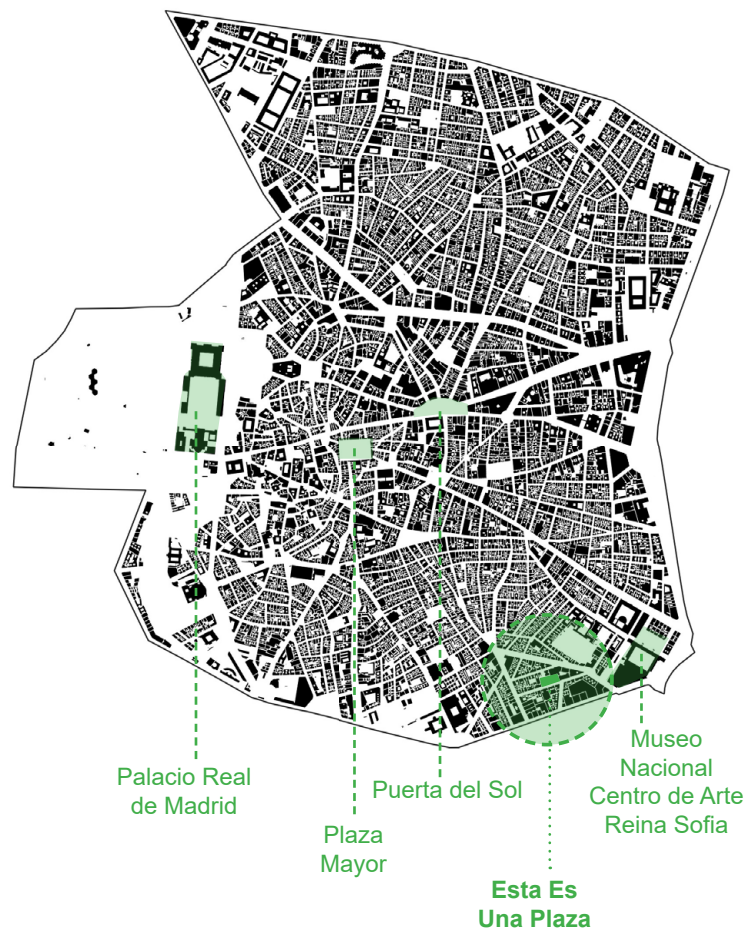 Palacio Real
de Madrid
Plaza
Mayor
Puerta del Sol
Esta Es
Una Plaza
Museo
Nacional
Centro de Arte
Reina Sofia